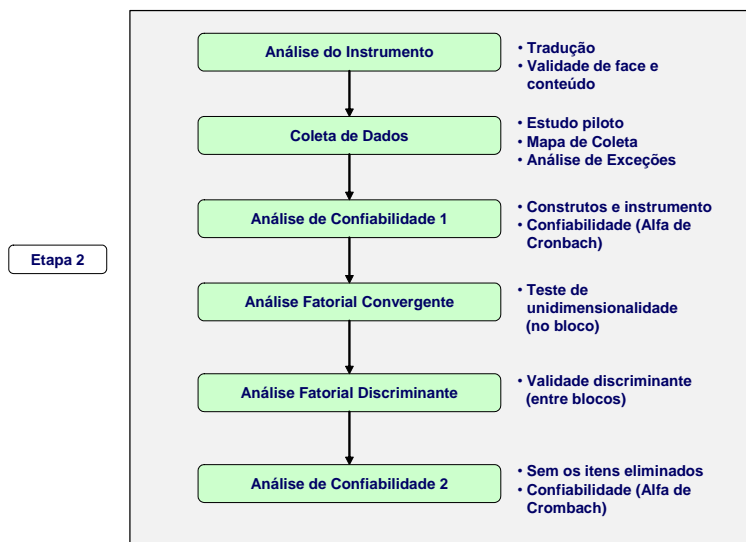 Análise do Instrumento
• Tradução
• Validade de face e
conteúdo
Coleta de Dados
• Estudo piloto
• Mapa de Coleta
• Análise de Exceções
Análise de Confiabilidade 1
• Construtos e instrumento
• Confiabilidade (Alfa de
Cronbach)
Etapa 2
Análise Fatorial Convergente
• Teste de
unidimensionalidade
(no bloco)
Análise Fatorial Discriminante
• Validade discriminante
(entre blocos)
Análise de Confiabilidade 2
• Sem os itens eliminados
• Confiabilidade (Alfa de
Crombach)